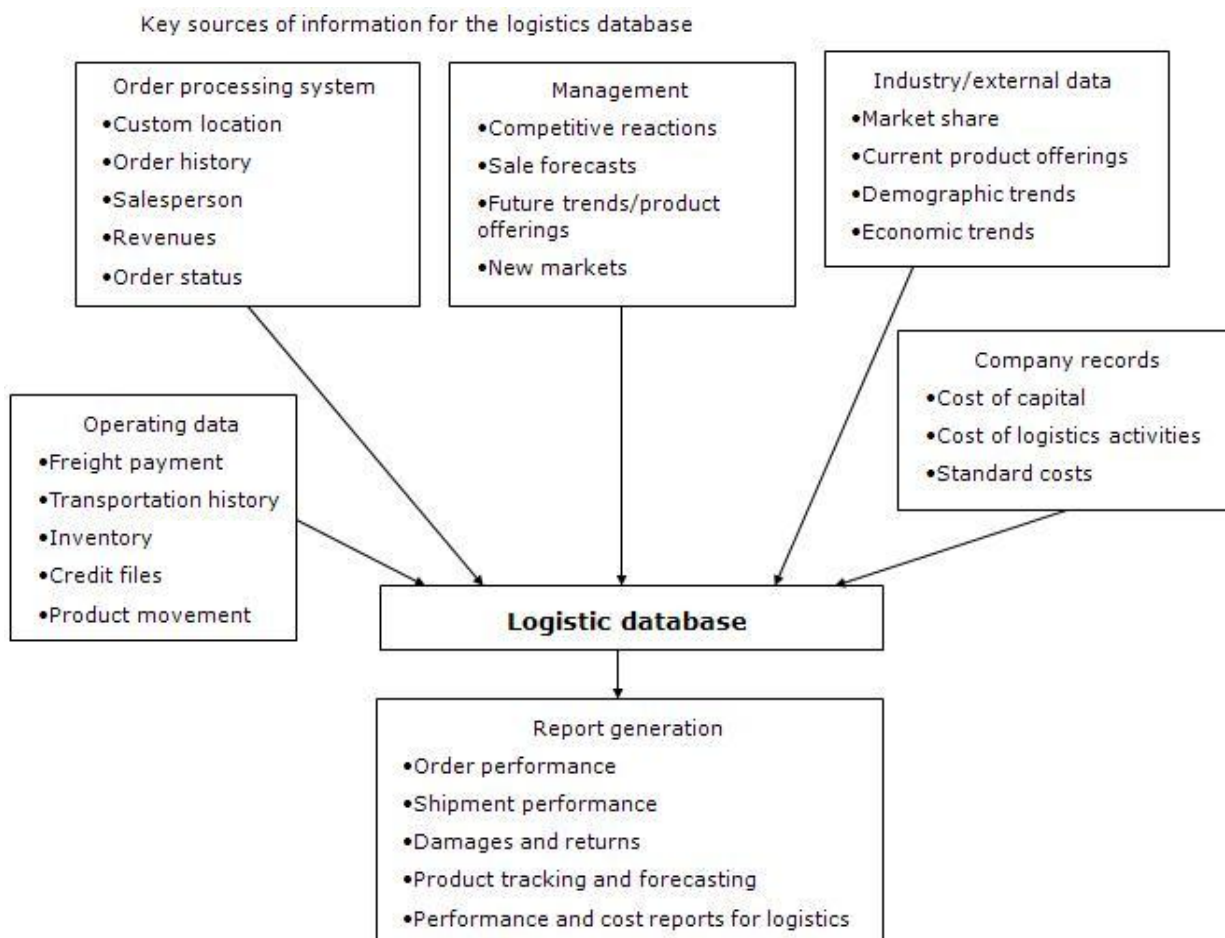 Key sources of information for the logistics database
Order processing system
•Custom location
•Order history
•Salesperson
•Revenues
•Order status
Management
•Competitive reactions
•Sale forecasts
•Future trends/product
offerings
•New markets
Industry/external data
•Market share
•Current product offerings
•Demographic trends
•Economic trends
Company records
•Cost of capital
•Cost of logistics activities
•Standard costs
Operating data
•Freight payment
•Transportation history
•Inventory
•Credit files
•Product movement
Logistic database
Report generation
•Order performance
•Shipment performance
•Damages and returns
•Product tracking and forecasting
•Performance and cost reports for logistics